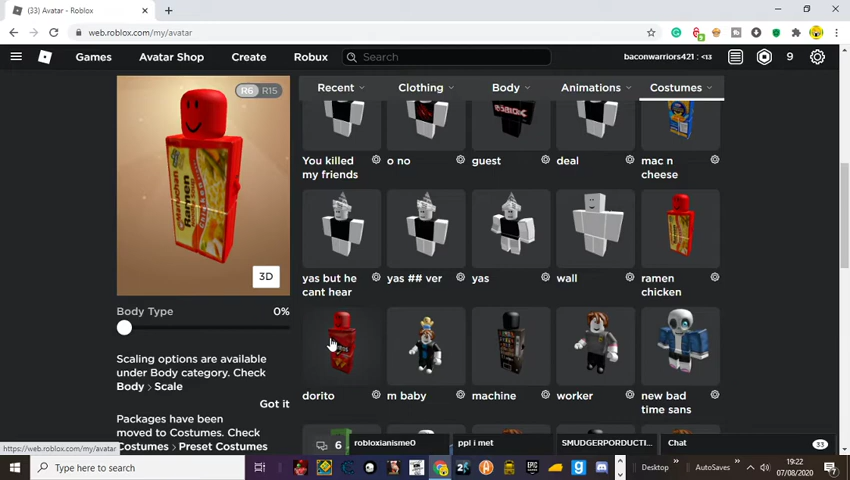 (33) Avatar - Roblox
web.roblox.com/my/avatar
Games
Avatar Shop
Create
Robux
Search
baconwarriors421 : <13
9
R6 R15
Maruchan
Ramen
Chicken
3D
Body Type 0%
Scaling options are available
under Body category. Check
Body > Scale
Got it
Packages have been
moved to Costumes. Check
Costumes > Preset Costumes
Recent
Clothing
Body
Animations
Costumes
You killed
my friends
o no
guest
deal
mac n
cheese
yas but he
cant hear
yas ## ver
yas
wall
ramen
chicken
dorito
m baby
machine
worker
new bad
time sans
6
robloxianisme0
ppl i met
SMUDGERPORDUCTI...
Chat
33
https://web.roblox.com/my/avatar
Type here to search
Desktop
AutoSaves
19:22
07/08/2020